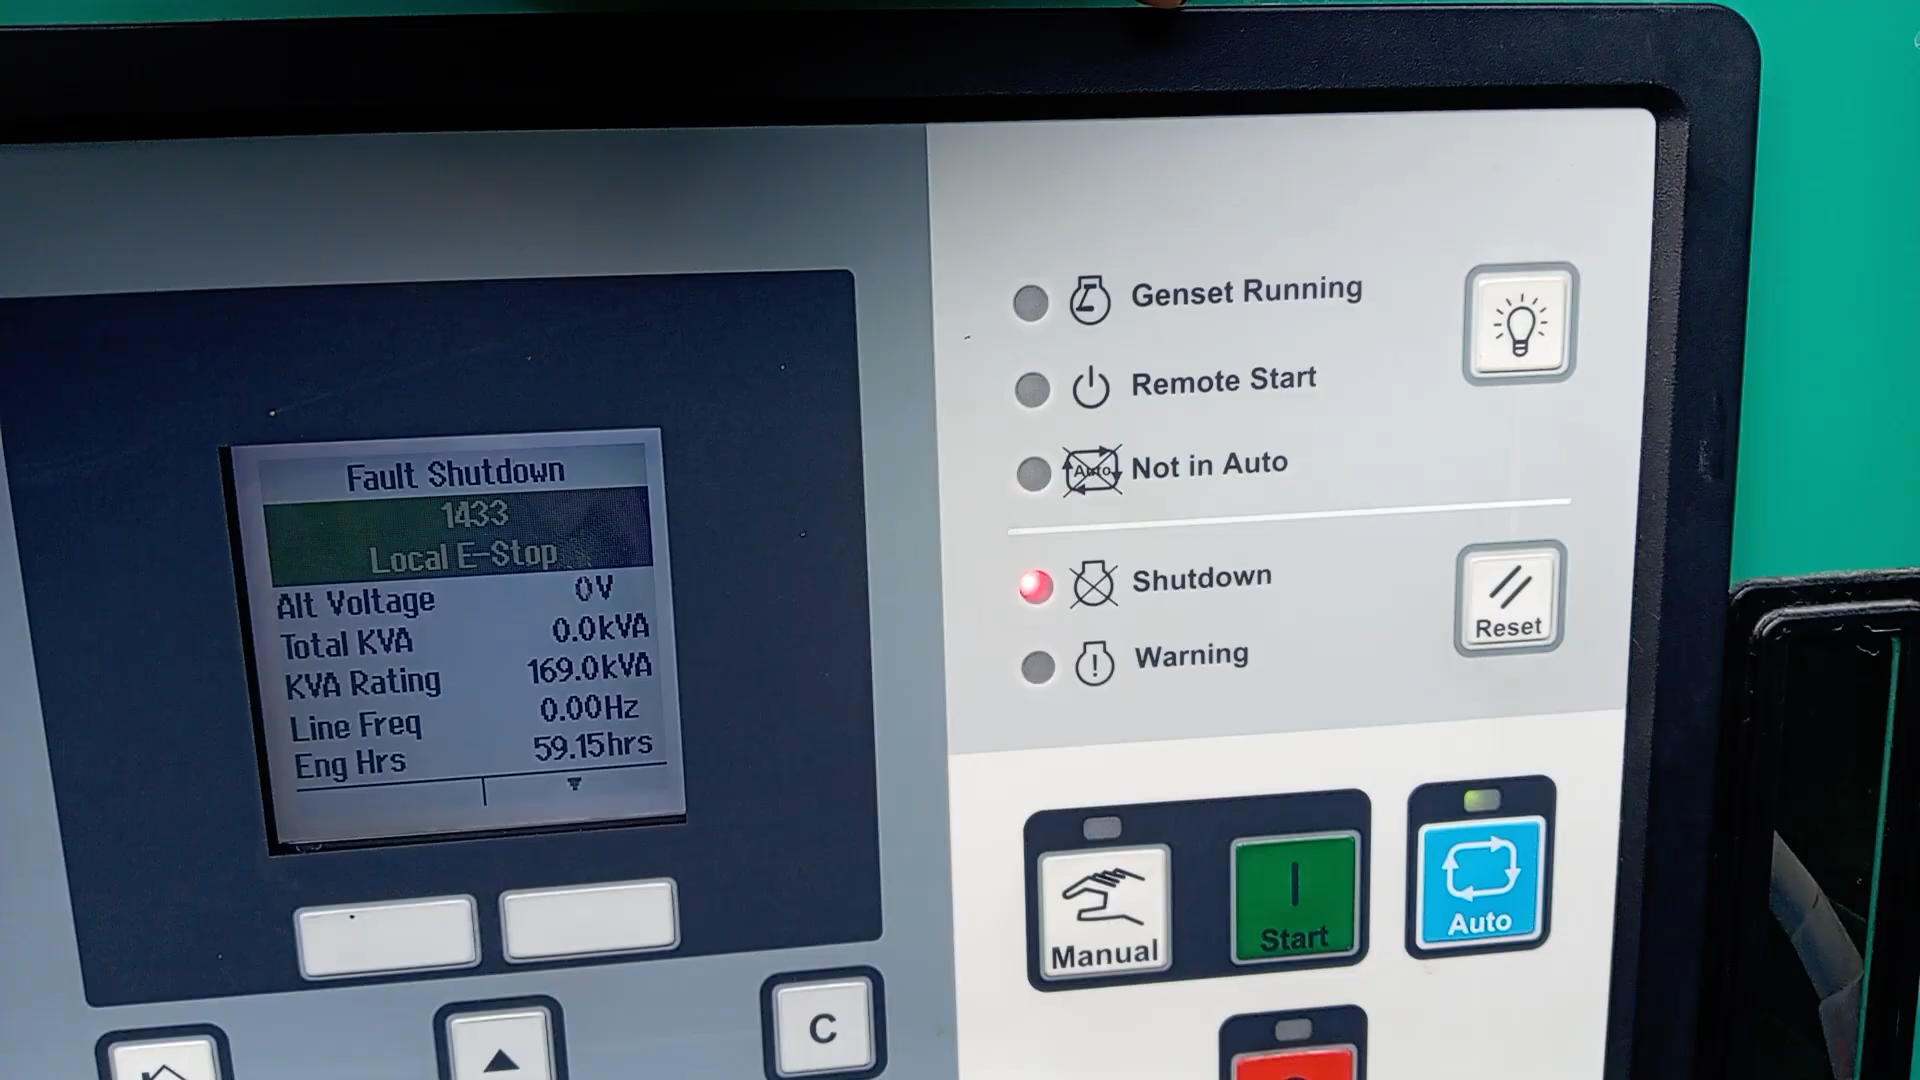 Fault Shutdown
1433
Local E-Stop
Alt Voltage 0V
Total KVA 0.0kVA
KVA Rating 169.0kVA
Line Freq 0.00Hz
Eng Hrs 59.15hrs
Genset Running
Remote Start
Auto Not in Auto
Shutdown
Warning
Reset
Manual
Start
Auto
C